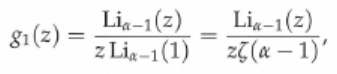 g₁(z) = Li_{α−1}(z) / (z Li_{α−1}(1)) = Li_{α−1}(z) / (zζ(α − 1)),